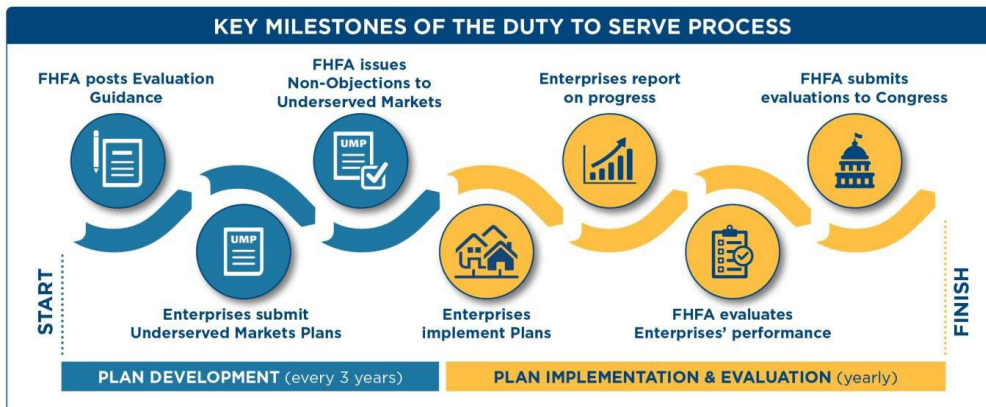 KEY MILESTONES OF THE DUTY TO SERVE PROCESS
FHFA posts Evaluation
Guidance
FHFA issues
Non-Objections to
Underserved Markets
Enterprises report
on progress
FHFA submits
evaluations to Congress
UMP
UMP
START
Enterprises submit
Underserved Markets Plans
Enterprises
implement Plans
FHFA evaluates
Enterprises’ performance
FINISH
PLAN DEVELOPMENT (every 3 years)
PLAN IMPLEMENTATION & EVALUATION (yearly)